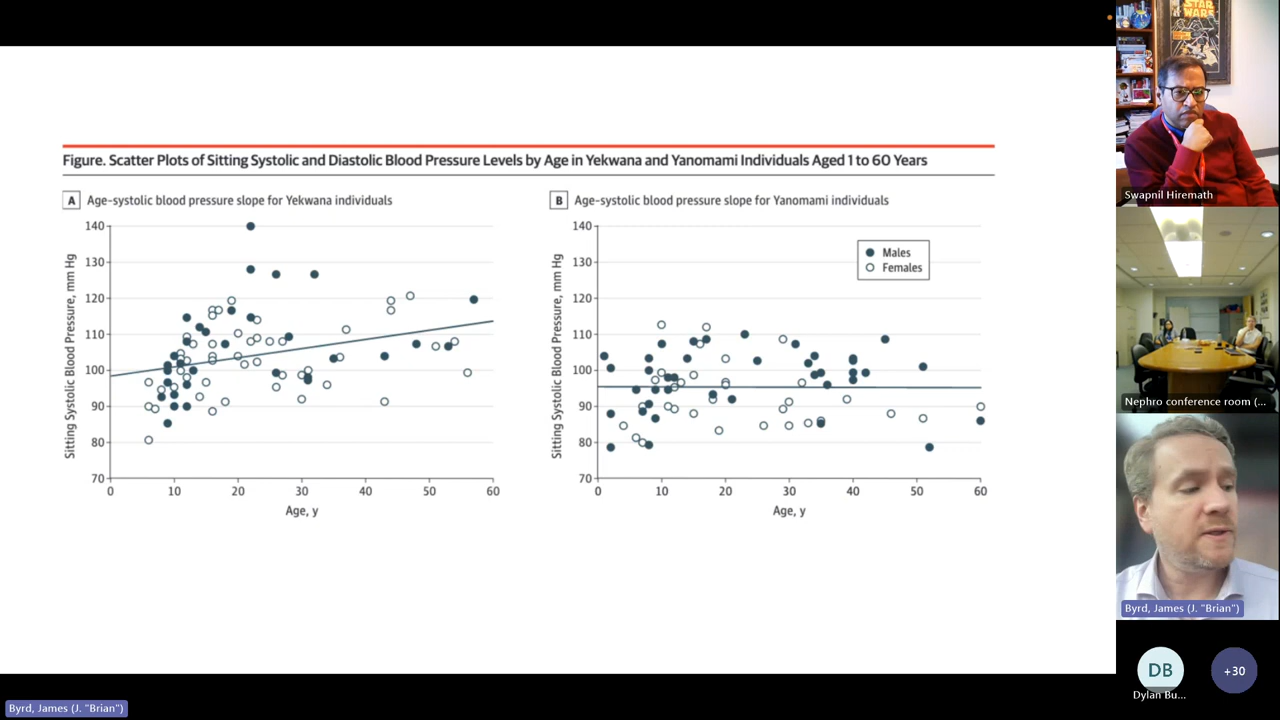 Figure. Scatter Plots of Sitting Systolic and Diastolic Blood Pressure Levels by Age in Yekwana and Yanomami Individuals Aged 1 to 60 Years
A Age-systolic blood pressure slope for Yekwana individuals
Sitting Systolic Blood Pressure, mm Hg
140
130
120
110
100
90
80
70
0 10 20 30 40 50 60
Age, y
B Age-systolic blood pressure slope for Yanomami individuals
Sitting Systolic Blood Pressure, mm Hg
140
130
120
110
100
90
80
70
0 10 20 30 40 50 60
Age, y
Males
Females
STAR
WARS
Swapnil Hiremath
Nephro conference room (...
Byrd, James (J. "Brian")
DB
Dylan Bu...
+30
Byrd, James (J. "Brian")